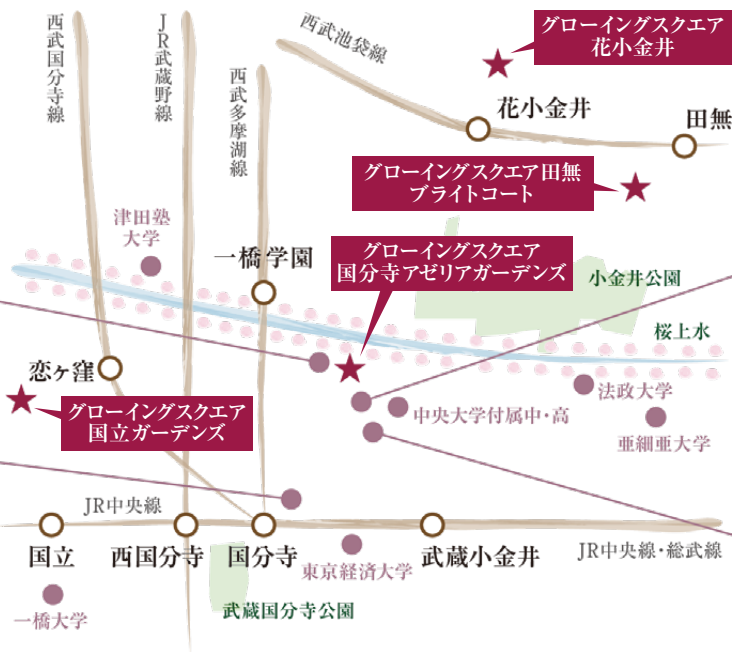 西武国分寺線
JR武蔵野線
西武多摩湖線
西武池袋線
グローイングスクエア
花小金井
花小金井
田無
グローイングスクエア田無
ブライトコート
津田塾
大学
一橋学園
グローイングスクエア
国分寺アゼリアガーデンズ
小金井公園
桜上水
恋ヶ窪
グローイングスクエア
国立ガーデンズ
中央大学付属中・高
法政大学
亜細亜大学
JR中央線
国立
西国分寺
国分寺
武蔵小金井
JR中央線・総武線
東京経済大学
一橋大学
武蔵国分寺公園